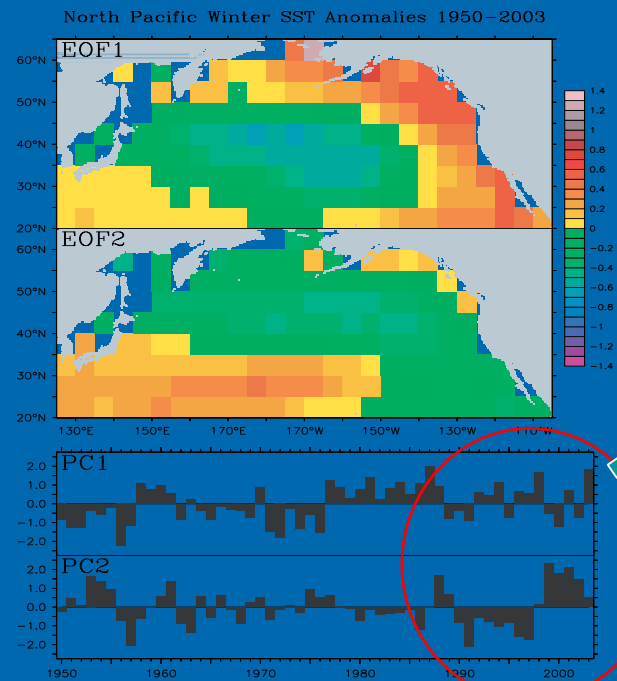 North Pacific Winter SST Anomalies 1950-2003
EOF1
60°N
50°N
40°N
30°N
20°N
EOF2
60°N
50°N
40°N
30°N
20°N
130°E 150°E 170°E 170°W 150°W 130°W 110°W
1.4
1.2
1
0.8
0.6
0.4
0.2
0
-0.2
-0.4
-0.6
-0.8
-1
-1.2
-1.4
PC1
2.0
1.0
0.0
-1.0
-2.0
PC2
2.0
1.0
0.0
-1.0
-2.0
1950 1960 1970 1980 1990 2000